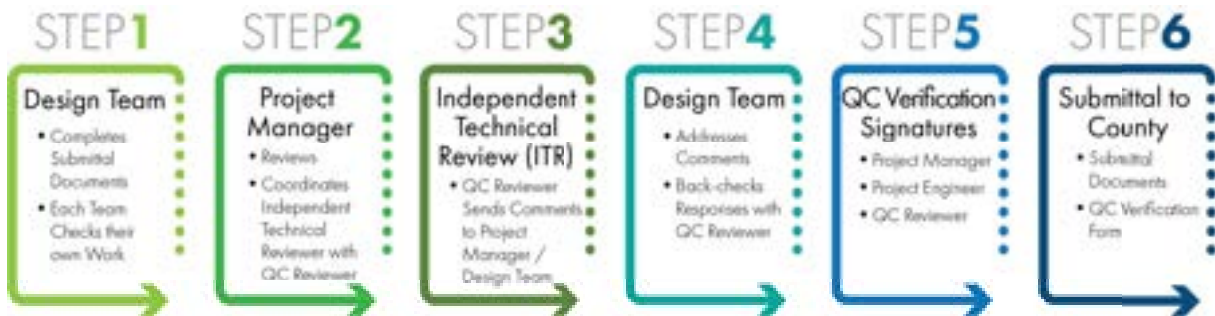 STEP1
Design Team
• Completes
Submittal
Documents
• Each Team
Checks their
own Work
STEP2
Project
Manager
• Reviews
• Coordinates
Independent
Technical
Reviewer with
QC Reviewer
STEP3
Independent
Technical
Review (ITR)
• QC Reviewer
Sends Comments
to Project
Manager /
Design Team
STEP4
Design Team
• Addresses
Comments
• Back-checks
Responses with
QC Reviewer
STEP5
QC Verification
Signatures
• Project Manager
• Project Engineer
• QC Reviewer
STEP6
Submittal to
County
• Submittal
Documents
• QC Verification
Form